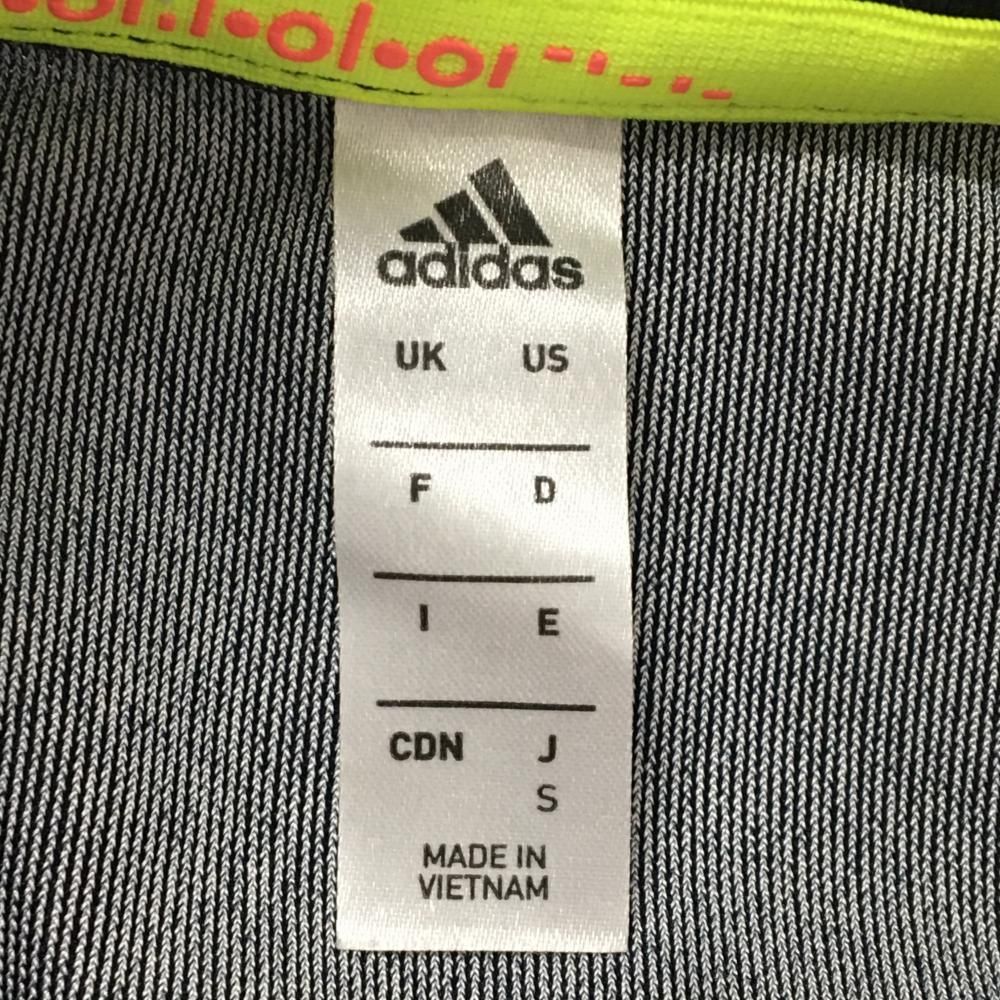 adidas
UK US
F D
I E
CDN J
S
MADE IN
VIETNAM